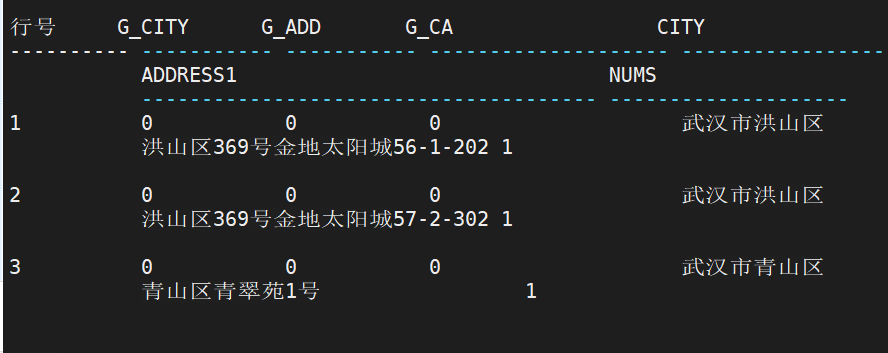 行号 G_CITY G_ADD G_CA CITY
---------- ----------- ----------- -------------------- -----------------
ADDRESS1 NUMS
-------------------------------------- --------------------
1 0 0 0 武汉市洪山区
洪山区369号金地太阳城56-1-202 1
2 0 0 0 武汉市洪山区
洪山区369号金地太阳城57-2-302 1
3 0 0 0 武汉市青山区
青山区青翠苑1号 1